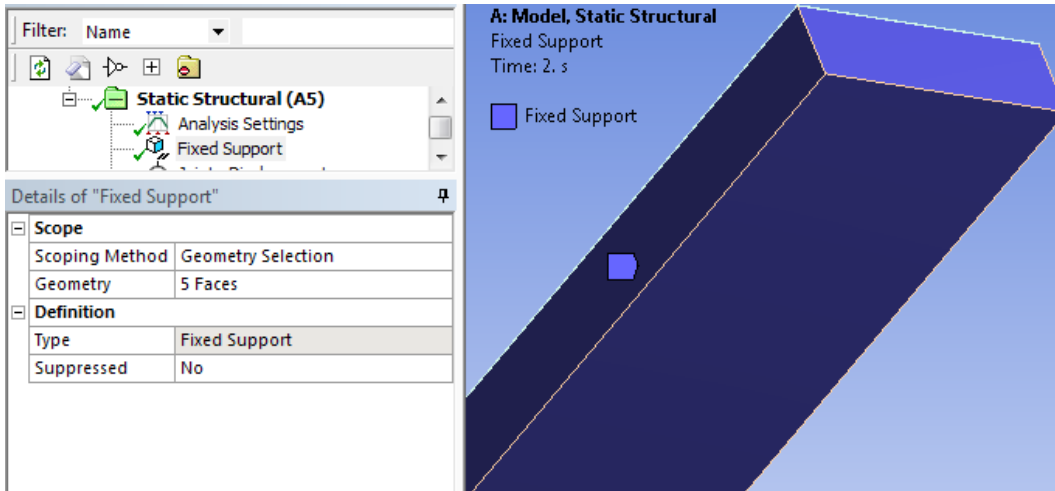 Filter: Name
Static Structural (A5)
Analysis Settings
Fixed Support
Details of "Fixed Support"
Scope
Scoping Method Geometry Selection
Geometry 5 Faces
Definition
Type Fixed Support
Suppressed No
A: Model, Static Structural
Fixed Support
Time: 2. s
Fixed Support